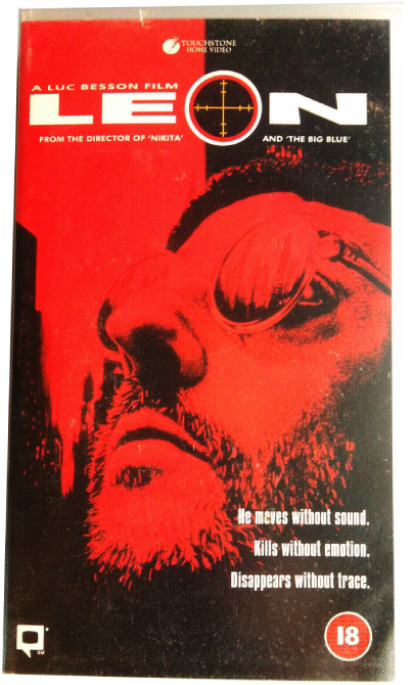 TOUCHSTONE
HOME VIDEO
A LUC BESSON FILM
LEON
FROM THE DIRECTOR OF 'NIKITA' AND 'THE BIG BLUE'
He moves without sound.
Kills without emotion.
Disappears without trace.
18